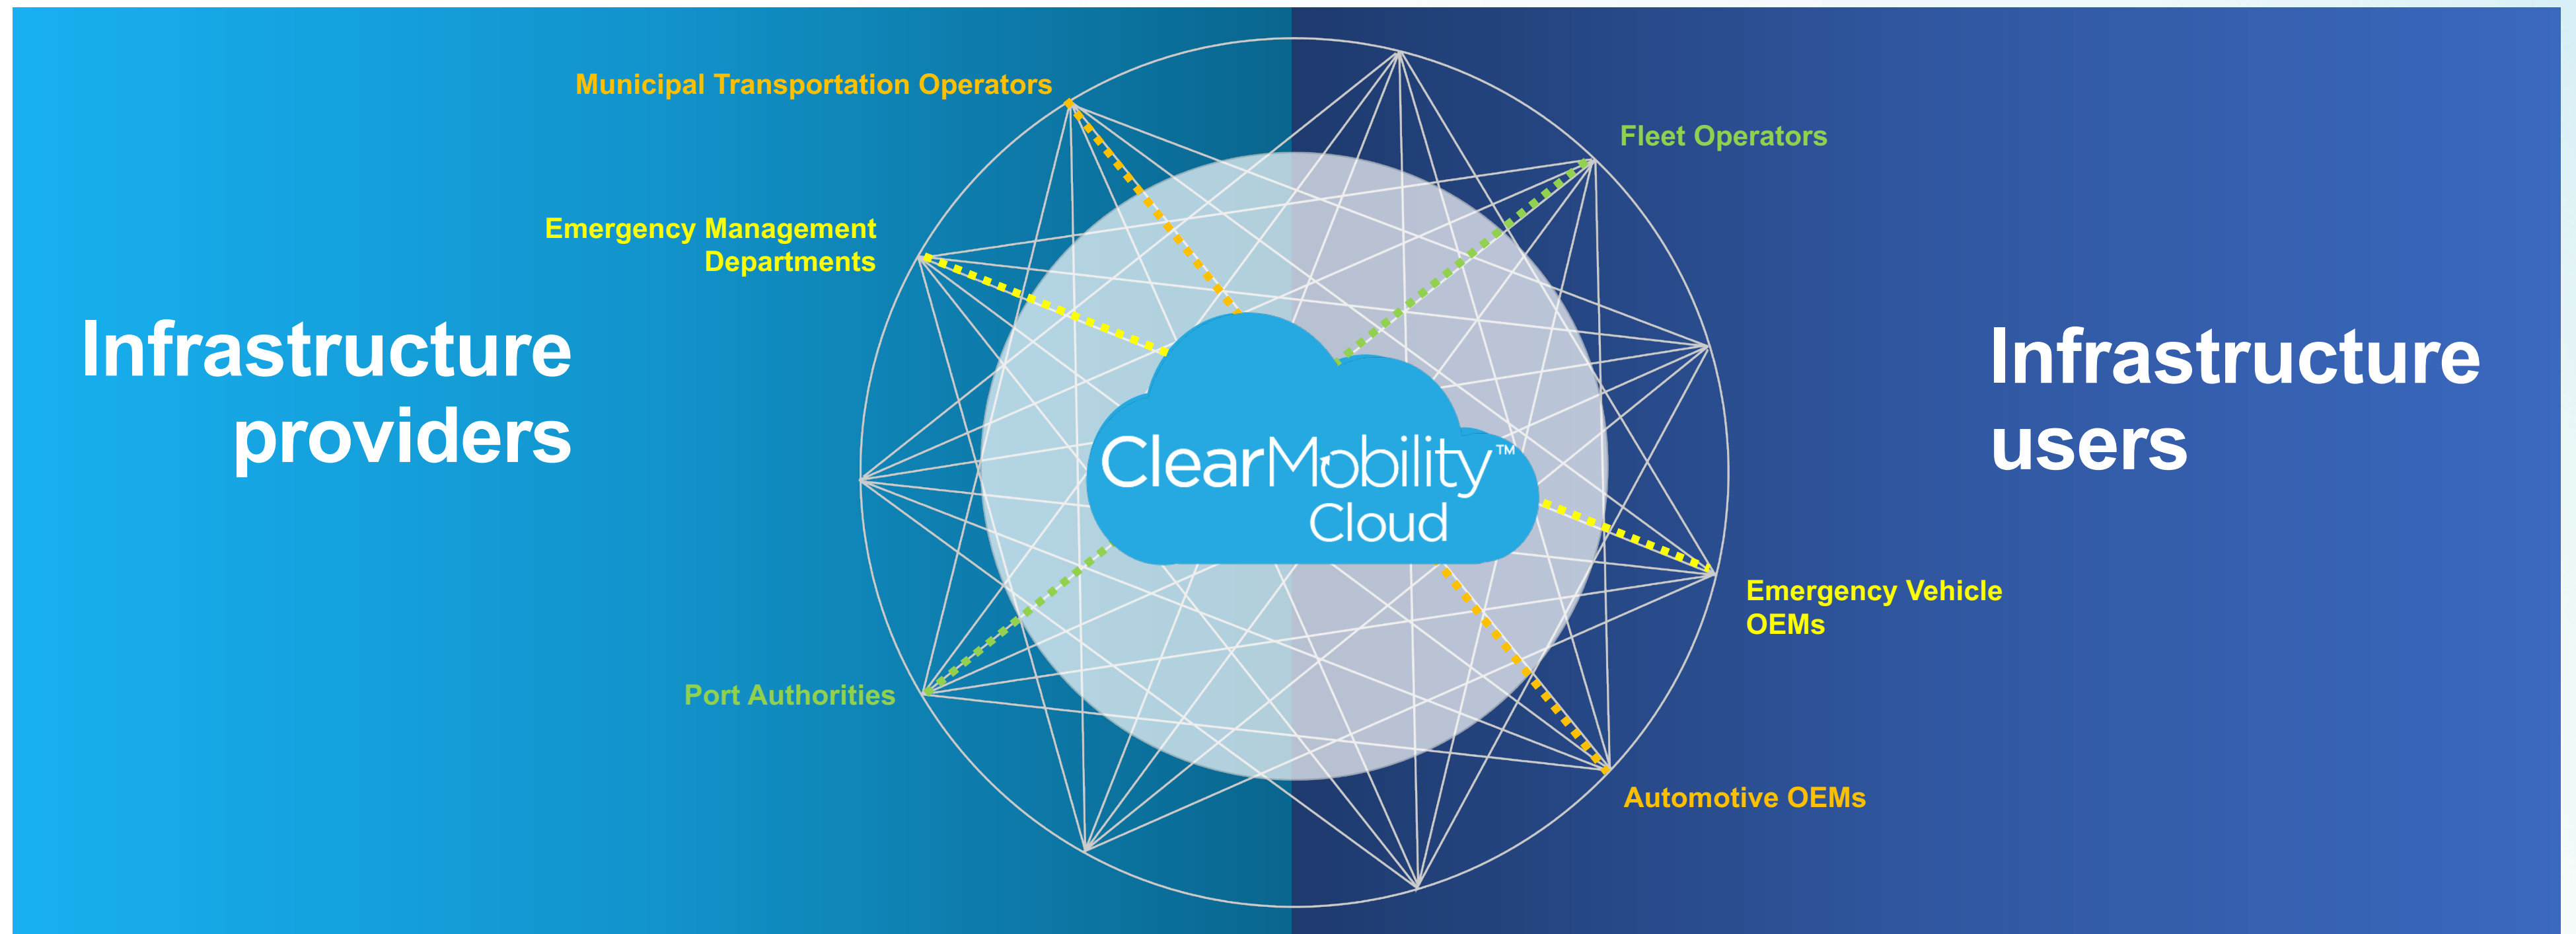 Municipal Transportation Operators
Emergency Management
Departments
Infrastructure
providers
Port Authorities
ClearMobility™
Cloud
Fleet Operators
Infrastructure
users
Emergency Vehicle
OEMs
Automotive OEMs